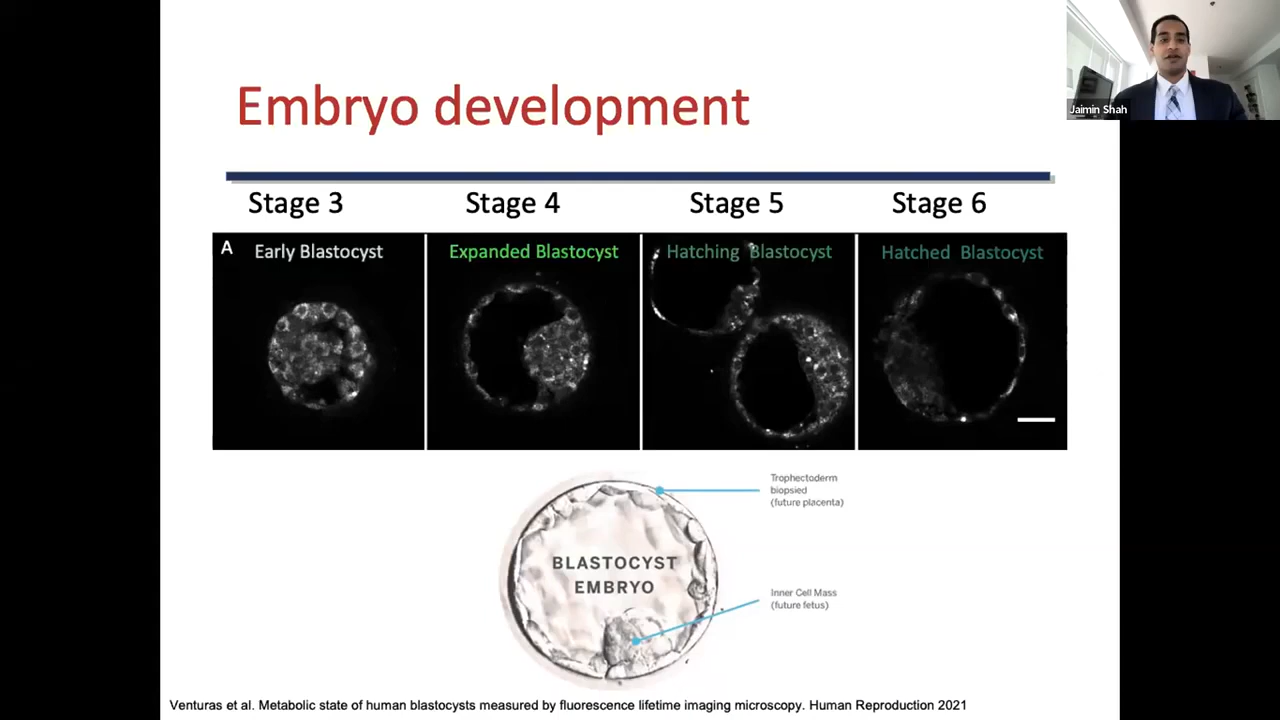 Embryo development
Jaimin Shah
Stage 3 Stage 4 Stage 5 Stage 6
A Early Blastocyst Expanded Blastocyst Hatching Blastocyst Hatched Blastocyst
Trophectoderm
biopsied
(future placenta)
BLASTOCYST
EMBRYO
Inner Cell Mass
(future fetus)
Venturas et al. Metabolic state of human blastocysts measured by fluorescence lifetime imaging microscopy. Human Reproduction 2021